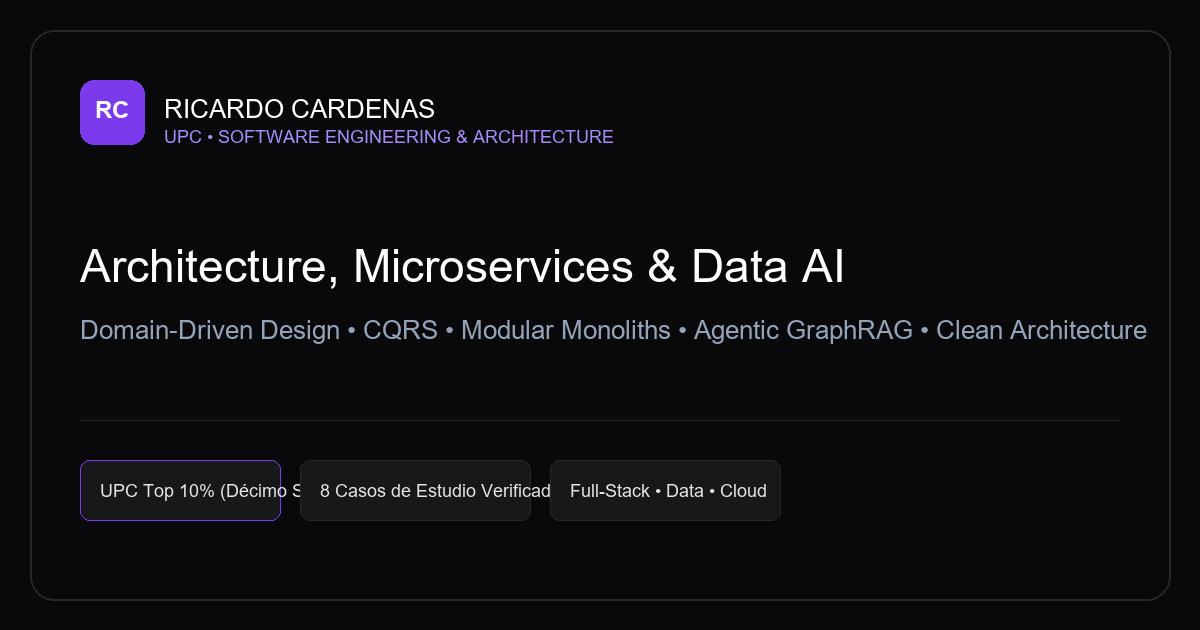 RC
RICARDO CARDENAS
UPC • SOFTWARE ENGINEERING & ARCHITECTURE
Architecture, Microservices & Data AI
Domain-Driven Design • CQRS • Modular Monoliths • Agentic GraphRAG • Clean Architecture
UPC Top 10% (Décimo S
8 Casos de Estudio Verificad
Full-Stack • Data • Cloud